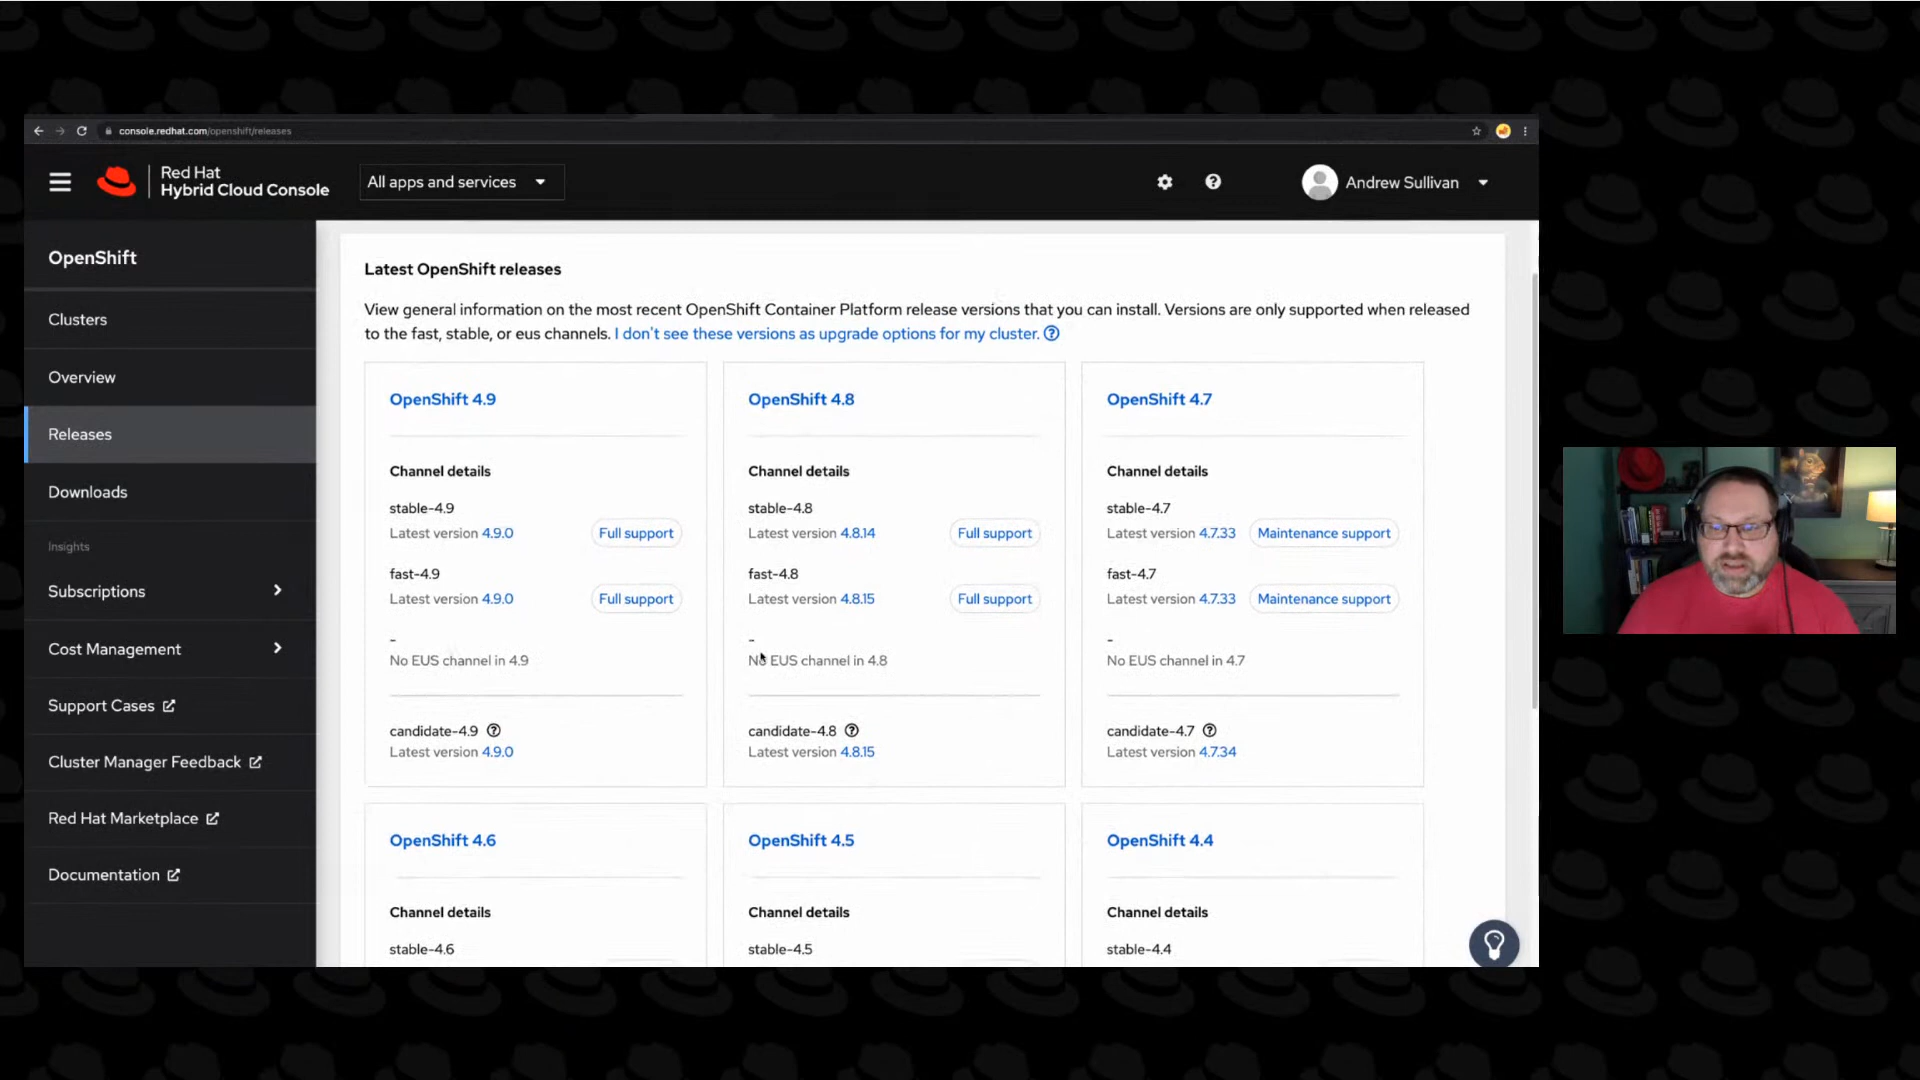 console.redhat.com/openshift/releases
Red Hat
Hybrid Cloud Console
All apps and services
Andrew Sullivan
OpenShift
Clusters
Overview
Releases
Downloads
Insights
Subscriptions
Cost Management
Support Cases
Cluster Manager Feedback
Red Hat Marketplace
Documentation
Latest OpenShift releases
View general information on the most recent OpenShift Container Platform release versions that you can install. Versions are only supported when released
to the fast, stable, or eus channels. I don't see these versions as upgrade options for my cluster.
OpenShift 4.9
Channel details
stable-4.9
Latest version 4.9.0 Full support
fast-4.9
Latest version 4.9.0 Full support
-
No EUS channel in 4.9
candidate-4.9
Latest version 4.9.0
OpenShift 4.8
Channel details
stable-4.8
Latest version 4.8.14 Full support
fast-4.8
Latest version 4.8.15 Full support
-
No EUS channel in 4.8
candidate-4.8
Latest version 4.8.15
OpenShift 4.7
Channel details
stable-4.7
Latest version 4.7.33 Maintenance support
fast-4.7
Latest version 4.7.33 Maintenance support
-
No EUS channel in 4.7
candidate-4.7
Latest version 4.7.34
OpenShift 4.6
Channel details
stable-4.6
OpenShift 4.5
Channel details
stable-4.5
OpenShift 4.4
Channel details
stable-4.4